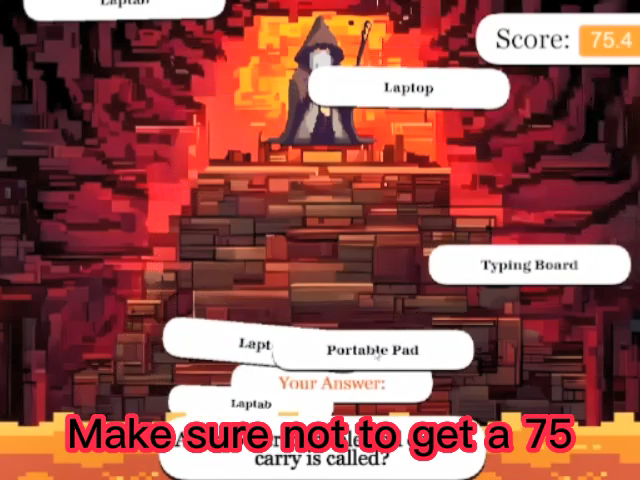 Laptab
Score: 75.4
Laptop
Typing Board
Lapt
Portable Pad
Your Answer:
Laptab
Make sure not to get a 75
carry is called?